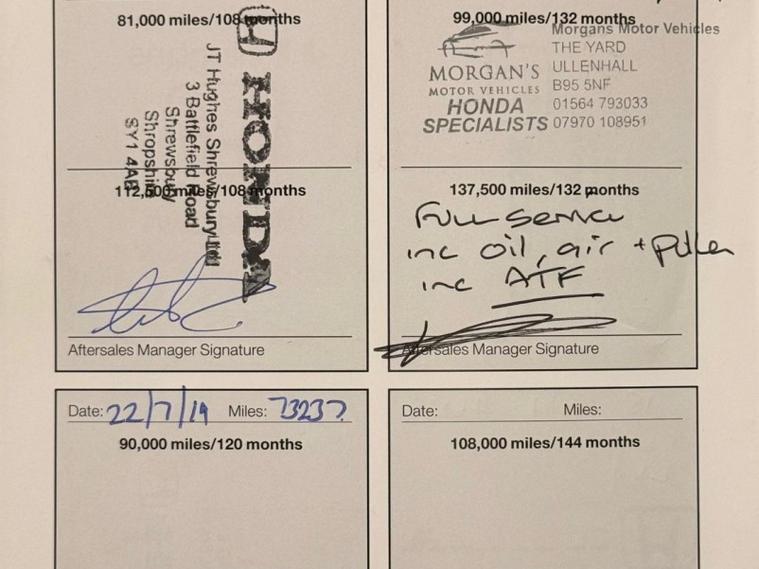 81,000 miles/108 months
HONDA
JT Hughes Shrewsbury Ltd
3 Battlefield Road
Shrewsbury
Shropshire
SY1 4AB
112,500 miles/108 months
Aftersales Manager Signature
99,000 miles/132 months
MORGAN'S
MOTOR VEHICLES
HONDA
SPECIALISTS
Morgans Motor Vehicles
THE YARD
ULLENHALL
B95 5NF
01564 793033
07970 108951
137,500 miles/132 months
Full service
inc oil, air + pollen
inc ATF
Aftersales Manager Signature
Date: 22/7/19 Miles: 73237
90,000 miles/120 months
Date: Miles:
108,000 miles/144 months